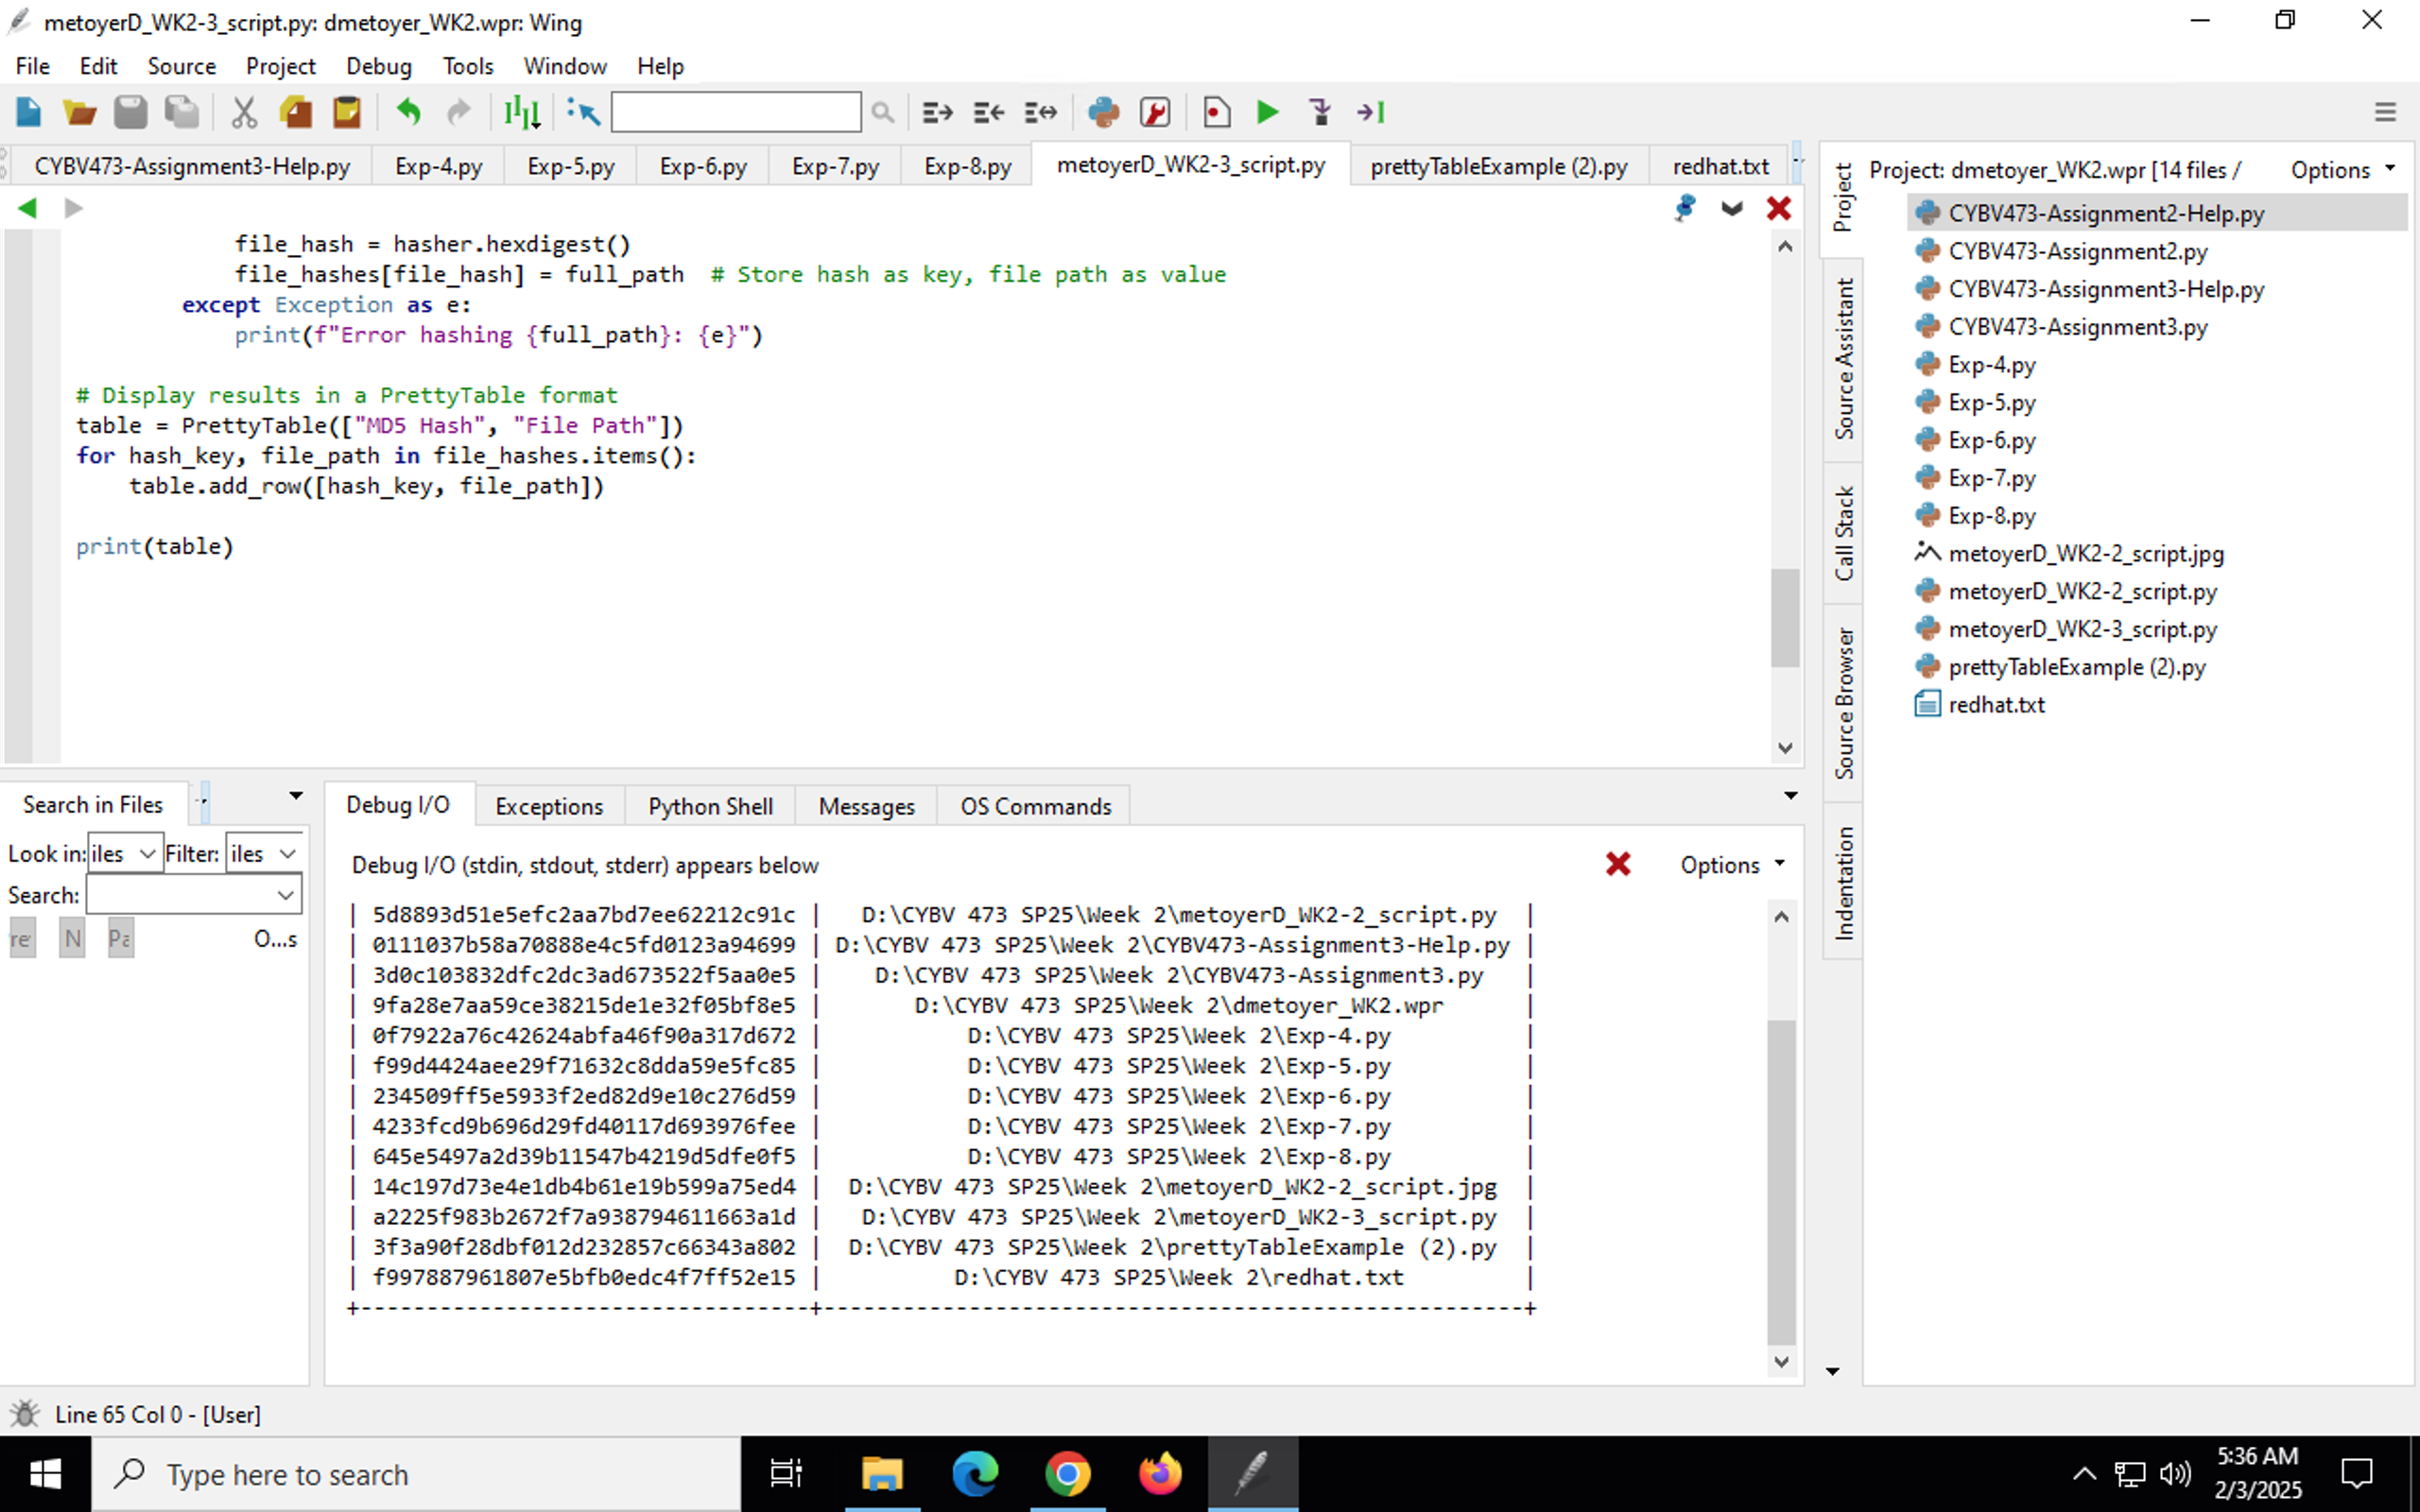 metoyerD_WK2-3_script.py: dmetoyer_WK2.wpr: Wing
File Edit Source Project Debug Tools Window Help
CYBV473-Assignment3-Help.py Exp-4.py Exp-5.py Exp-6.py Exp-7.py Exp-8.py metoyerD_WK2-3_script.py prettyTableExample (2).py redhat.txt
file_hash = hasher.hexdigest()
file_hashes[file_hash] = full_path  # Store hash as key, file path as value
except Exception as e:
print(f"Error hashing {full_path}: {e}")
# Display results in a PrettyTable format
table = PrettyTable(["MD5 Hash", "File Path"])
for hash_key, file_path in file_hashes.items():
table.add_row([hash_key, file_path])
print(table)
Project
Source Assistant
Call Stack
Source Browser
Indentation
Project: dmetoyer_WK2.wpr [14 files / Options
CYBV473-Assignment2-Help.py
CYBV473-Assignment2.py
CYBV473-Assignment3-Help.py
CYBV473-Assignment3.py
Exp-4.py
Exp-5.py
Exp-6.py
Exp-7.py
Exp-8.py
metoyerD_WK2-2_script.jpg
metoyerD_WK2-2_script.py
metoyerD_WK2-3_script.py
prettyTableExample (2).py
redhat.txt
Search in Files
Look in: iles Filter: iles
Search:
re N Pa O...s
Debug I/O Exceptions Python Shell Messages OS Commands
Debug I/O (stdin, stdout, stderr) appears below Options
| 5d8893d51e5efc2aa7bd7ee62212c91c | D:\CYBV 473 SP25\Week 2\metoyerD_WK2-2_script.py |
| 0111037b58a70888e4c5fd0123a94699 | D:\CYBV 473 SP25\Week 2\CYBV473-Assignment3-Help.py |
| 3d0c103832dfc2dc3ad673522f5aa0e5 | D:\CYBV 473 SP25\Week 2\CYBV473-Assignment3.py |
| 9fa28e7aa59ce38215de1e32f05bf8e5 | D:\CYBV 473 SP25\Week 2\dmetoyer_WK2.wpr |
| 0f7922a76c42624abfa46f90a317d672 | D:\CYBV 473 SP25\Week 2\Exp-4.py |
| f99d4424aee29f71632c8dda59e5fc85 | D:\CYBV 473 SP25\Week 2\Exp-5.py |
| 234509ff5e5933f2ed82d9e10c276d59 | D:\CYBV 473 SP25\Week 2\Exp-6.py |
| 4233fcd9b696d29fd40117d693976fee | D:\CYBV 473 SP25\Week 2\Exp-7.py |
| 645e5497a2d39b11547b4219d5dfe0f5 | D:\CYBV 473 SP25\Week 2\Exp-8.py |
| 14c197d73e4e1db4b61e19b599a75ed4 | D:\CYBV 473 SP25\Week 2\metoyerD_WK2-2_script.jpg |
| a2225f983b2672f7a938794611663a1d | D:\CYBV 473 SP25\Week 2\metoyerD_WK2-3_script.py |
| 3f3a90f28dbf012d232857c66343a802 | D:\CYBV 473 SP25\Week 2\prettyTableExample (2).py |
| f997887961807e5bfb0edc4f7ff52e15 | D:\CYBV 473 SP25\Week 2\redhat.txt |
Line 65 Col 0 - [User]
Type here to search
5:36 AM
2/3/2025